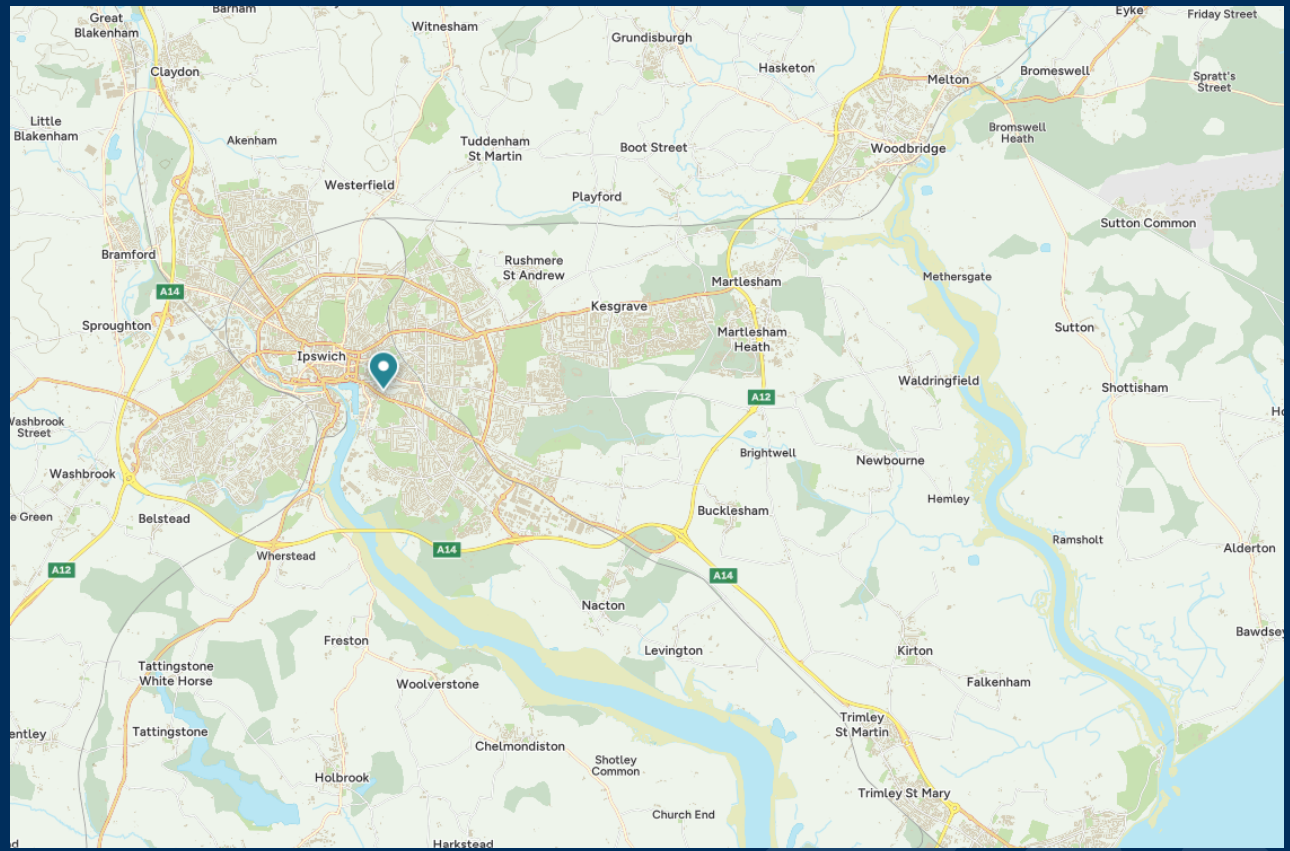 Barham
Eyke
Friday Street
Great
Blakenham
Witnesham
Grundisburgh
Claydon
Hasketon
Melton
Bromeswell
Spratt's
Street
Little
Blakenham
Akenham
Tuddenham
St Martin
Boot Street
Woodbridge
Bromswell
Heath
Westerfield
Playford
Sutton Common
Bramford
Rushmere
St Andrew
Methersgate
A14
Martlesham
Kesgrave
Sproughton
Martlesham
Heath
Sutton
Ipswich
Waldringfield
Shottisham
Ho
A12
Washbrook
Street
Brightwell
Newbourne
Washbrook
Hemley
e Green
Belstead
Bucklesham
Ramsholt
A14
Wherstead
Alderton
A12
A14
Nacton
Freston
Levington
Kirton
Bawdsey
Tattingstone
White Horse
Woolverstone
Falkenham
entley
Tattingstone
Trimley
St Martin
Chelmondiston
Shotley
Common
Holbrook
Trimley St Mary
Church End
Harkstead